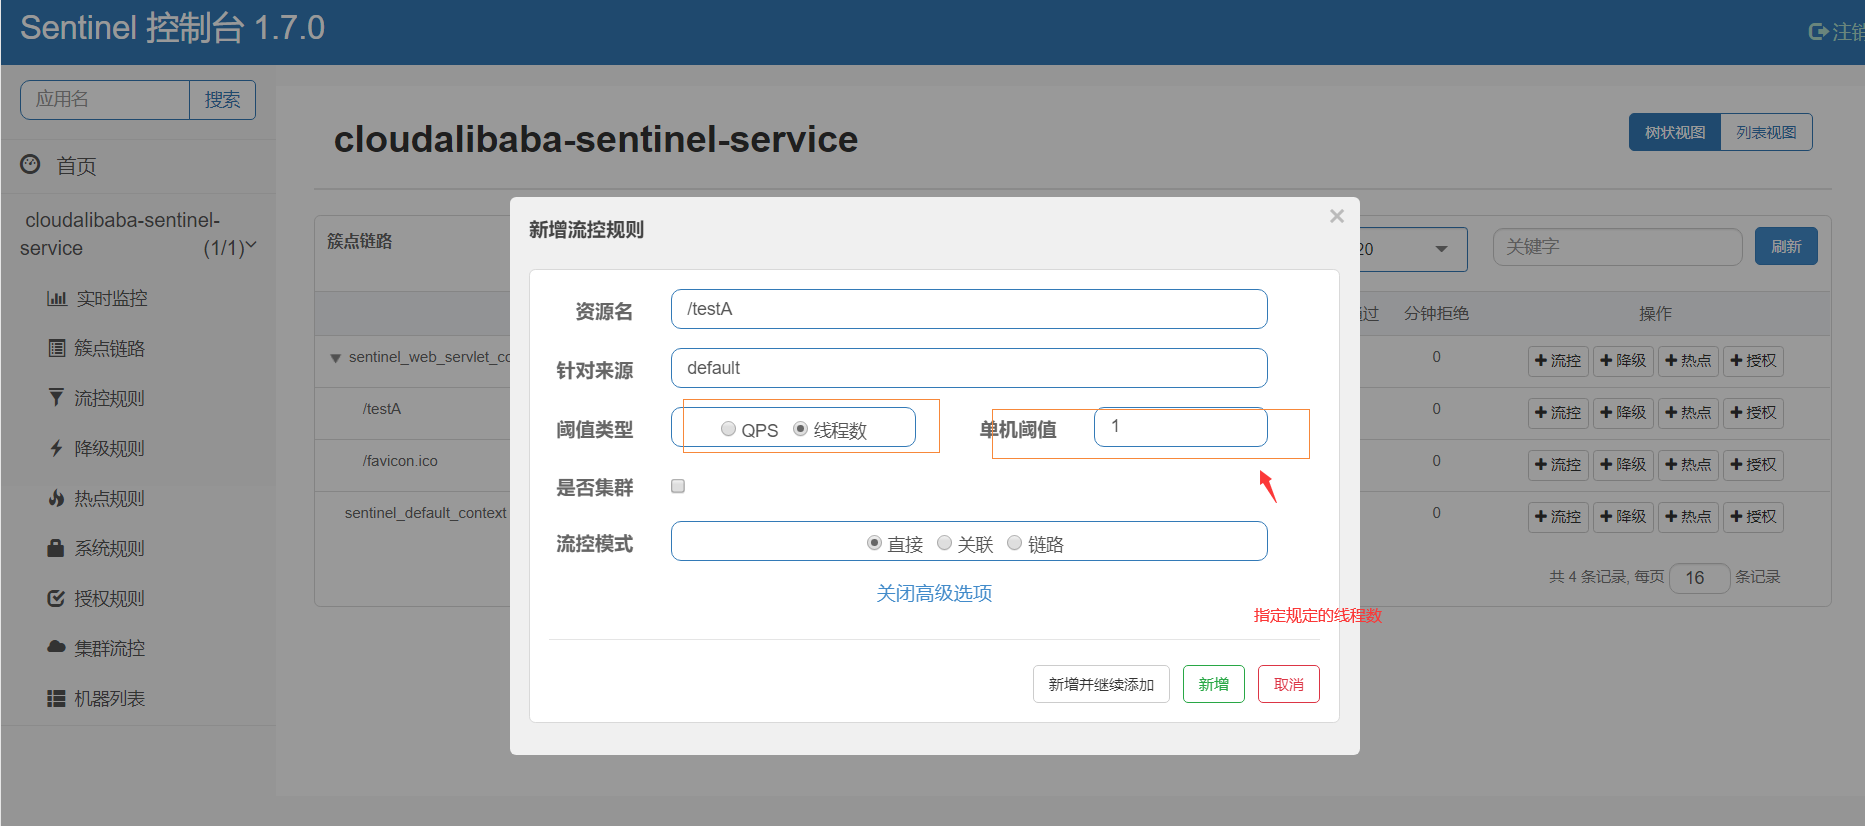 Sentinel 控制台 1.7.0
注销
应用名
搜索
首页
cloudalibaba-sentinel-
service
(1/1)
实时监控
簇点链路
流控规则
降级规则
热点规则
系统规则
授权规则
集群流控
机器列表
cloudalibaba-sentinel-service
树状视图
列表视图
簇点链路
20
关键字
刷新
过 分钟拒绝 操作
sentinel_web_servlet_co
0 流控 降级 热点 授权
/testA
0 流控 降级 热点 授权
/favicon.ico
0 流控 降级 热点 授权
sentinel_default_context
0 流控 降级 热点 授权
共 4 条记录, 每页 16 条记录
新增流控规则
×
资源名 /testA
针对来源 default
阈值类型 QPS 线程数 单机阈值 1
是否集群
流控模式 直接 关联 链路
关闭高级选项
指定规定的线程数
新增并继续添加 新增 取消